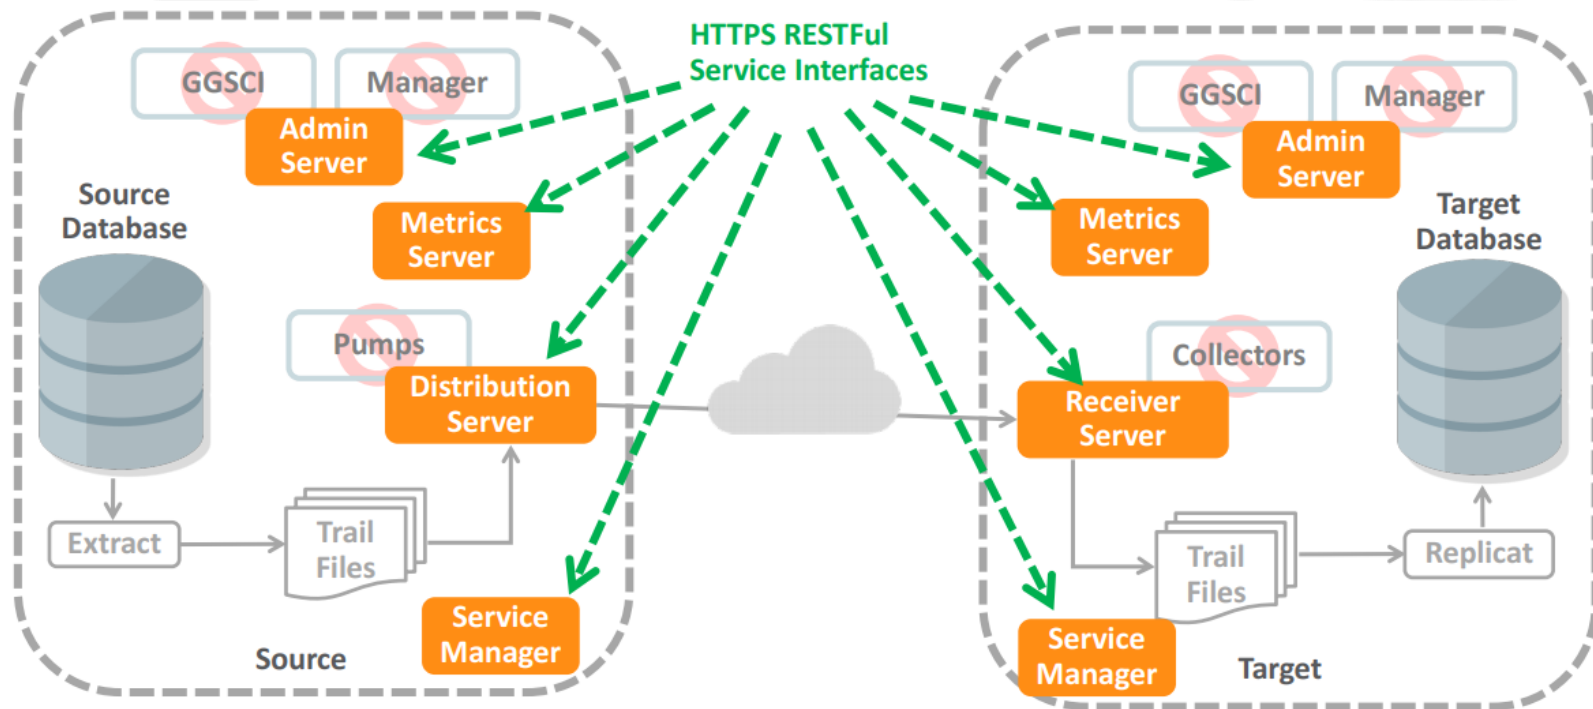 HTTPS RESTFul
Service Interfaces
GGSCI
Manager
Admin
Server
Source
Database
Metrics
Server
Pumps
Distribution
Server
Extract
Trail
Files
Service
Manager
Source
GGSCI
Manager
Admin
Server
Metrics
Server
Target
Database
Collectors
Receiver
Server
Trail
Files
Replicat
Service
Manager
Target